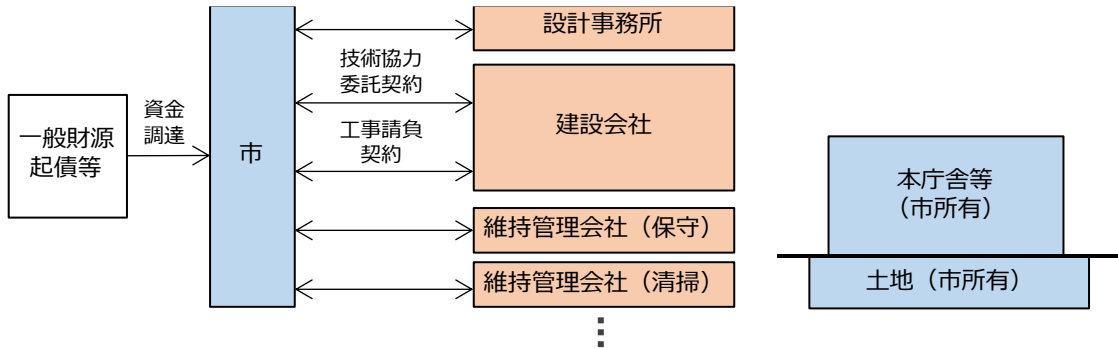 設計事務所
技術協力
委託契約
建設会社
資金
調達
一般財源
起債等
市
工事請負
契約
本庁舎等
（市所有）
維持管理会社（保守）
土地（市所有）
維持管理会社（清掃）